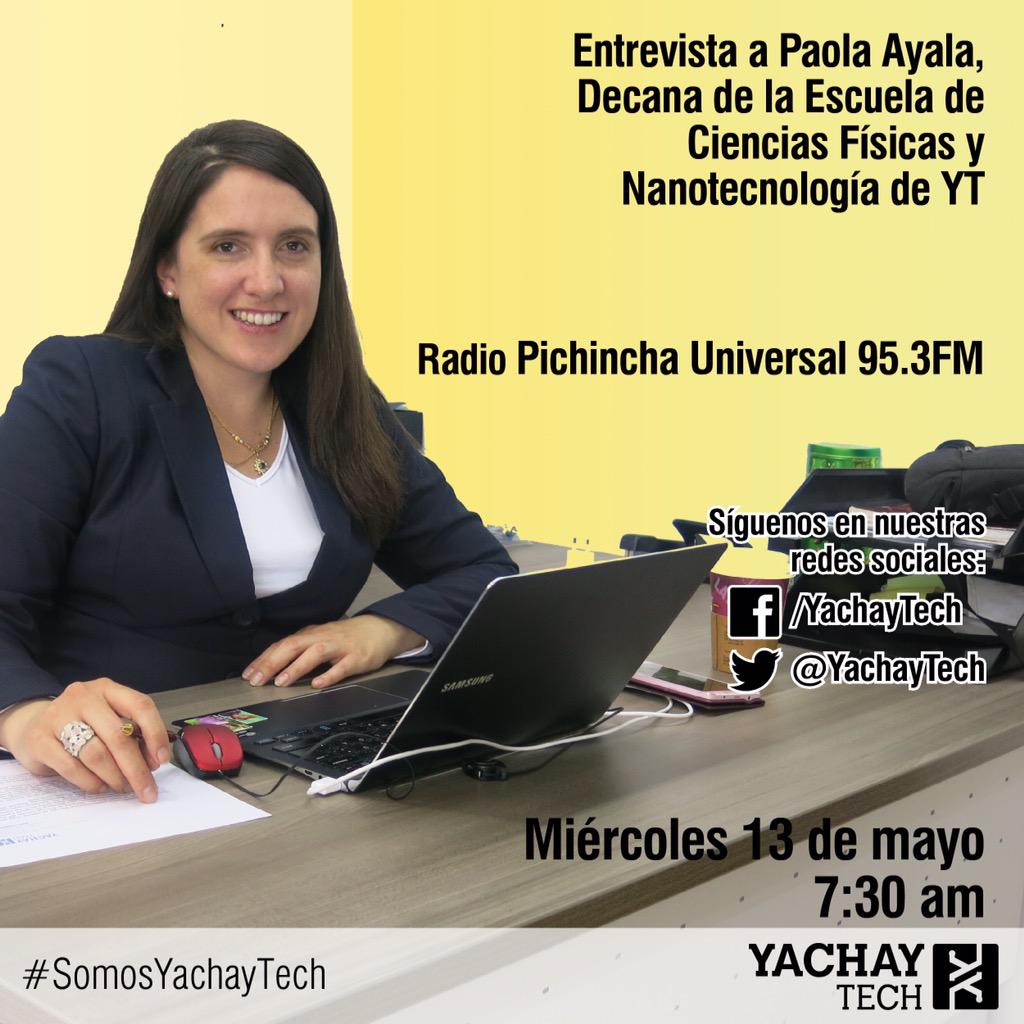 Entrevista a Paola Ayala,
Decana de la Escuela de
Ciencias Físicas y
Nanotecnología de YT
Radio Pichincha Universal 95.3FM
Síguenos en nuestras
redes sociales:
/YachayTech
@YachayTech
SAMSUNG
Miércoles 13 de mayo
7:30 am
#SomosYachayTech
YACHAY
TECH